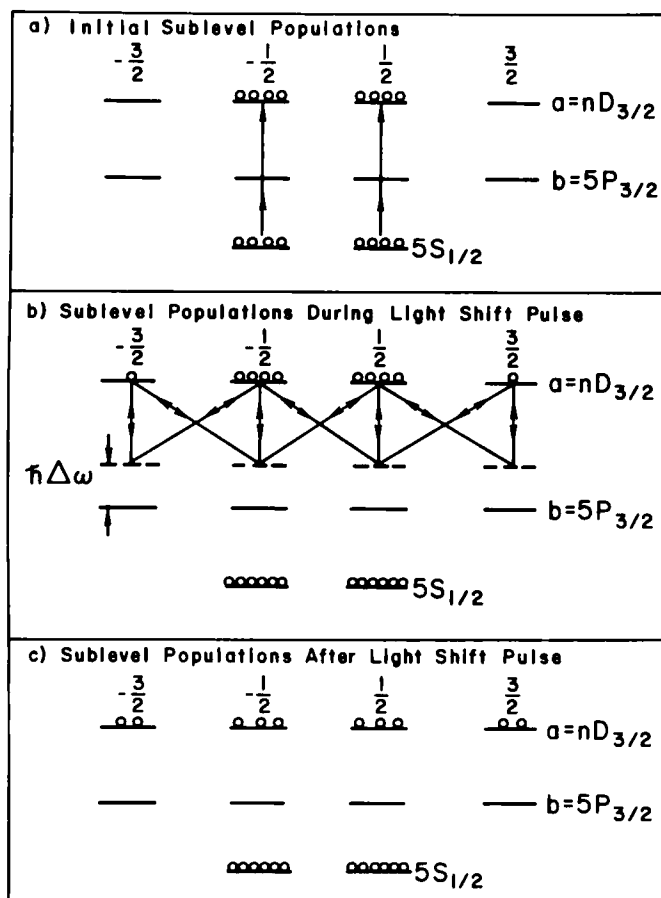 a) Initial Sublevel Populations
-3/2 -1/2 1/2 3/2
a=nD3/2
b=5P3/2
5S1/2
b) Sublevel Populations During Light Shift Pulse
-3/2 -1/2 1/2 3/2
a=nD3/2
ħΔω
b=5P3/2
5S1/2
c) Sublevel Populations After Light Shift Pulse
-3/2 -1/2 1/2 3/2
a=nD3/2
b=5P3/2
5S1/2